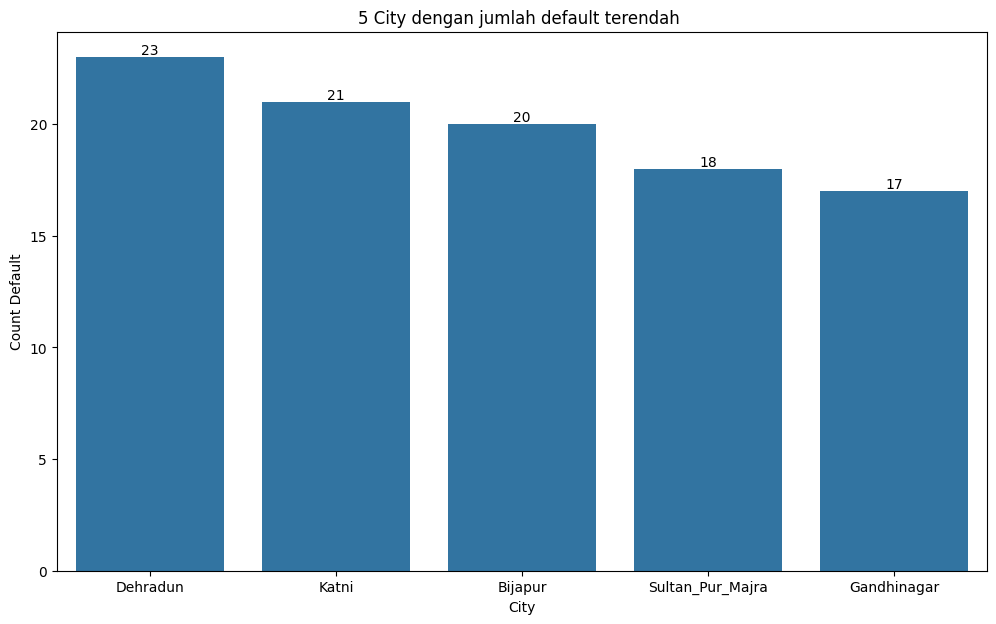 5 City dengan jumlah default terendah
23
21
20
18
17
20
15
10
5
0
Count Default
Dehradun
Katni
Bijapur
Sultan_Pur_Majra
Gandhinagar
City